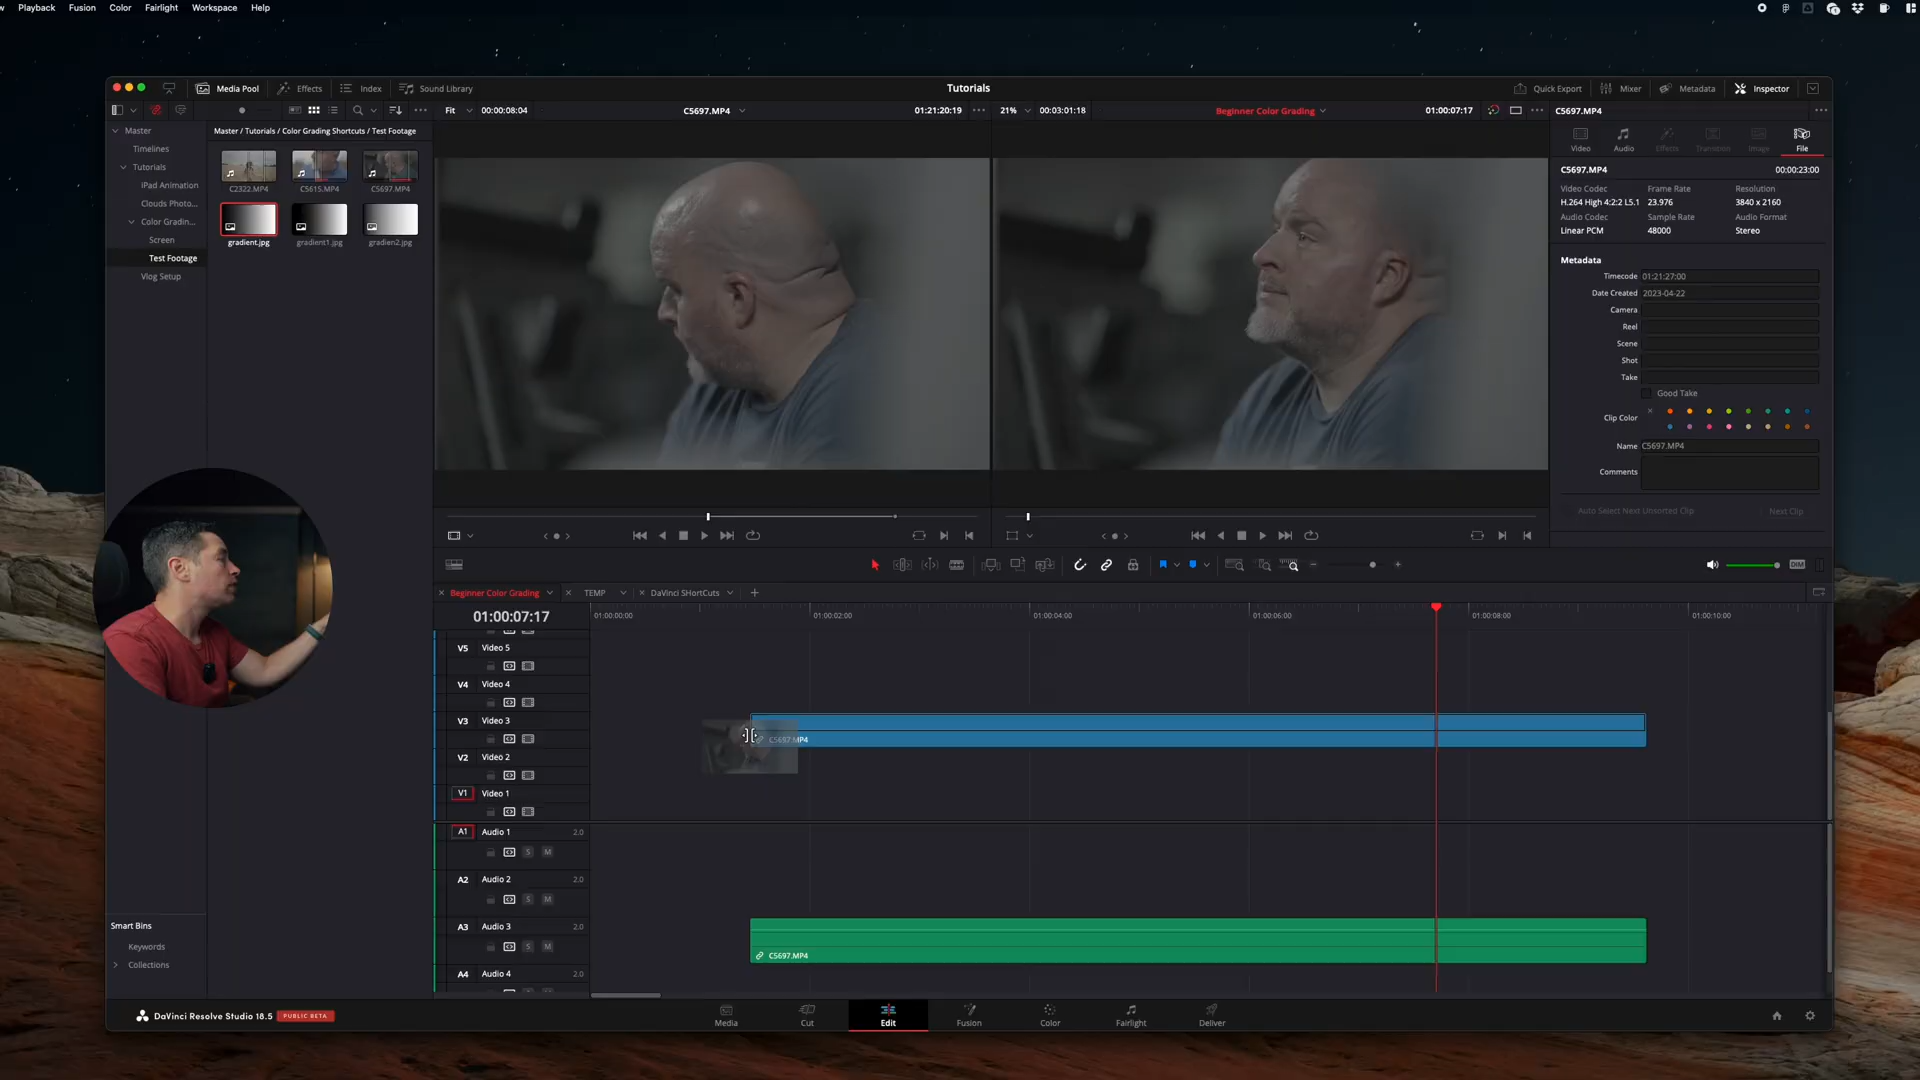 Playback Fusion Color Fairlight Workspace Help
Media Pool Effects Index Sound Library
Tutorials
Quick Export Mixer Metadata Inspector
Fit 00:00:08:04 C5697.MP4 01:21:20:19
21% 00:03:01:18 Beginner Color Grading 01:00:07:17
C5697.MP4
Master
Timelines
Tutorials
iPad Animation
Clouds Photo...
Color Gradin...
Screen
Test Footage
Vlog Setup
Master / Tutorials / Color Grading Shortcuts / Test Footage
C2322.MP4 C5615.MP4 C5697.MP4
gradient.jpg gradient1.jpg gradien2.jpg
Video Audio Effects Transition Image File
C5697.MP4 00:00:23:00
Video Codec Frame Rate Resolution
H.264 High 4:2:2 L5.1 23.976 3840 x 2160
Audio Codec Sample Rate Audio Format
Linear PCM 48000 Stereo
Metadata
Timecode 01:21:27:00
Date Created 2023-04-22
Camera
Reel
Scene
Shot
Take
Good Take
Clip Color
Name C5697.MP4
Comments
Auto Select Next Unsorted Clip Next Clip
DIM
Beginner Color Grading TEMP DaVinci SHortCuts
01:00:07:17
01:00:00:00 01:00:02:00 01:00:04:00 01:00:06:00 01:00:08:00 01:00:10:00
V5 Video 5
V4 Video 4
V3 Video 3
C5697.MP4
V2 Video 2
V1 Video 1
A1 Audio 1 2.0
S M
A2 Audio 2 2.0
S M
A3 Audio 3 2.0
S M
C5697.MP4
A4 Audio 4 2.0
Smart Bins
Keywords
Collections
DaVinci Resolve Studio 18.5 PUBLIC BETA
Media Cut Edit Fusion Color Fairlight Deliver